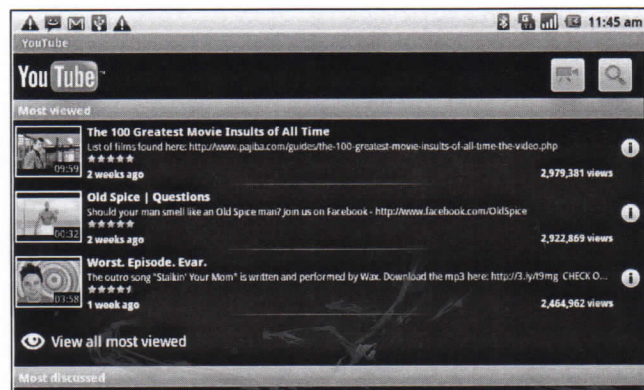 11:45 am
YouTube
YouTube™
Most viewed
The 100 Greatest Movie Insults of All Time
List of films found here: http://www.pajiba.com/guides/the-100-greatest-movie-insults-of-all-time-the-video.php
09:59
2 weeks ago 2,979,381 views
Old Spice | Questions
Should your man smell like an Old Spice man? Join us on Facebook - http://www.facebook.com/OldSpice
00:32
2 weeks ago 2,922,869 views
Worst. Episode. Evar.
The outro song "Stalkin' Your Mom" is written and performed by Wax. Download the mp3 here: http://3.ly/t9mg CHECK O...
03:58
1 week ago 2,464,962 views
View all most viewed
Most discussed